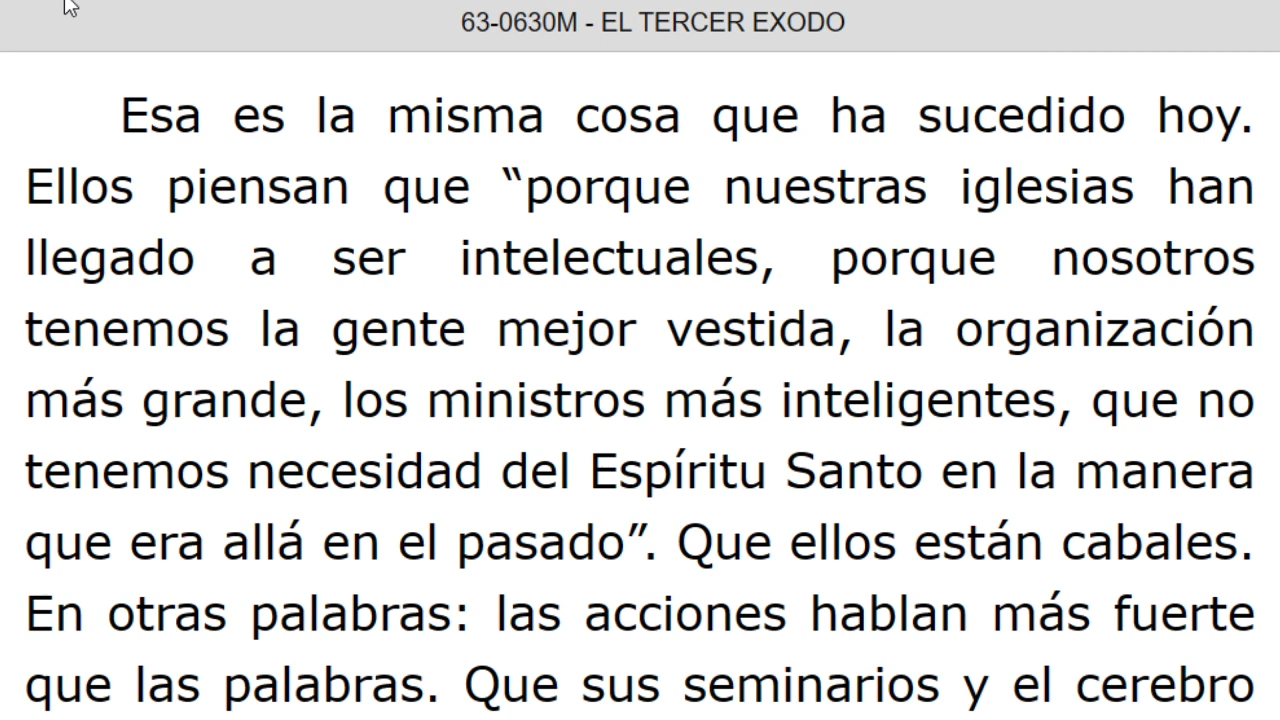 63-0630M - EL TERCER EXODO
Esa es la misma cosa que ha sucedido hoy.
Ellos piensan que “porque nuestras iglesias han
llegado a ser intelectuales, porque nosotros
tenemos la gente mejor vestida, la organización
más grande, los ministros más inteligentes, que no
tenemos necesidad del Espíritu Santo en la manera
que era allá en el pasado”. Que ellos están cabales.
En otras palabras: las acciones hablan más fuerte
que las palabras. Que sus seminarios y el cerebro